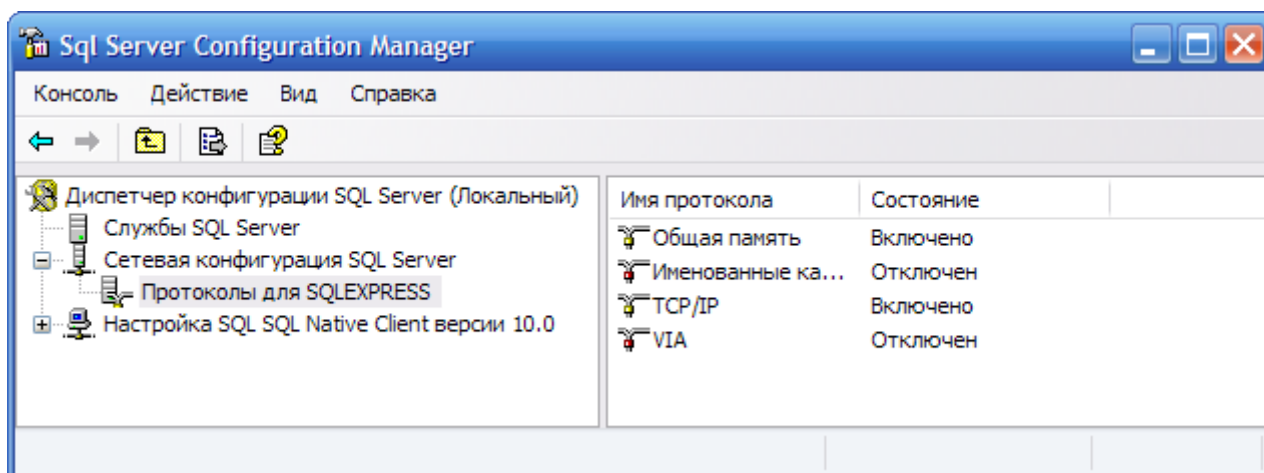 Sql Server Configuration Manager
Консоль Действие Вид Справка
Диспетчер конфигурации SQL Server (Локальный)
Службы SQL Server
Сетевая конфигурация SQL Server
Протоколы для SQLEXPRESS
Настройка SQL SQL Native Client версии 10.0
Имя протокола Состояние
Общая память Включено
Именованные ка... Отключен
TCP/IP Включено
VIA Отключен